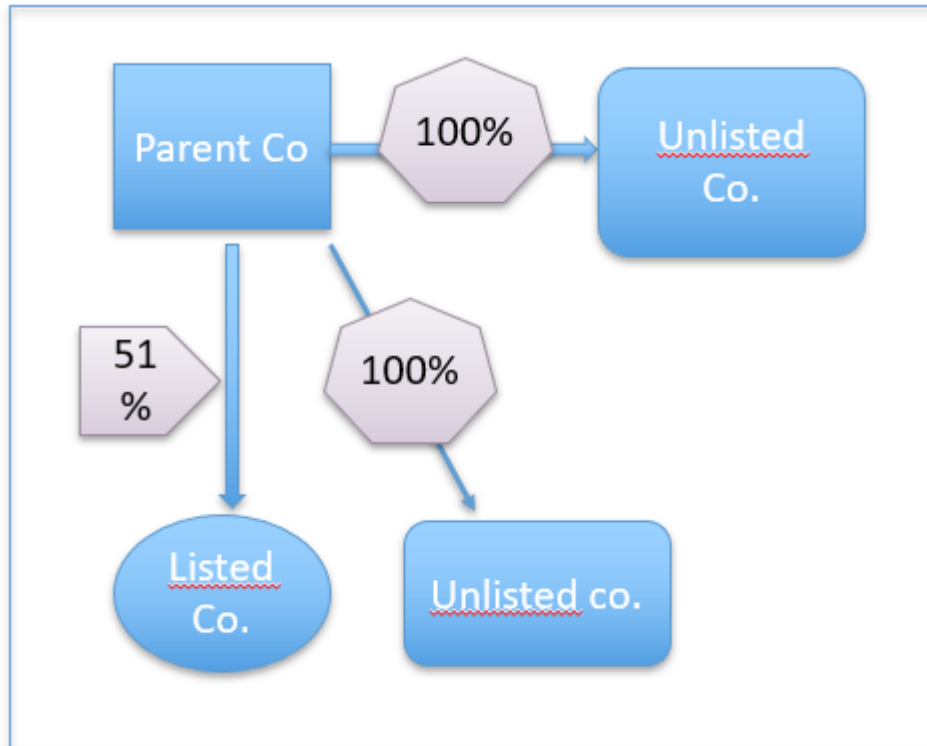 Parent Co
100%
Unlisted
Co.
51
%
100%
Listed
Co.
Unlisted co.